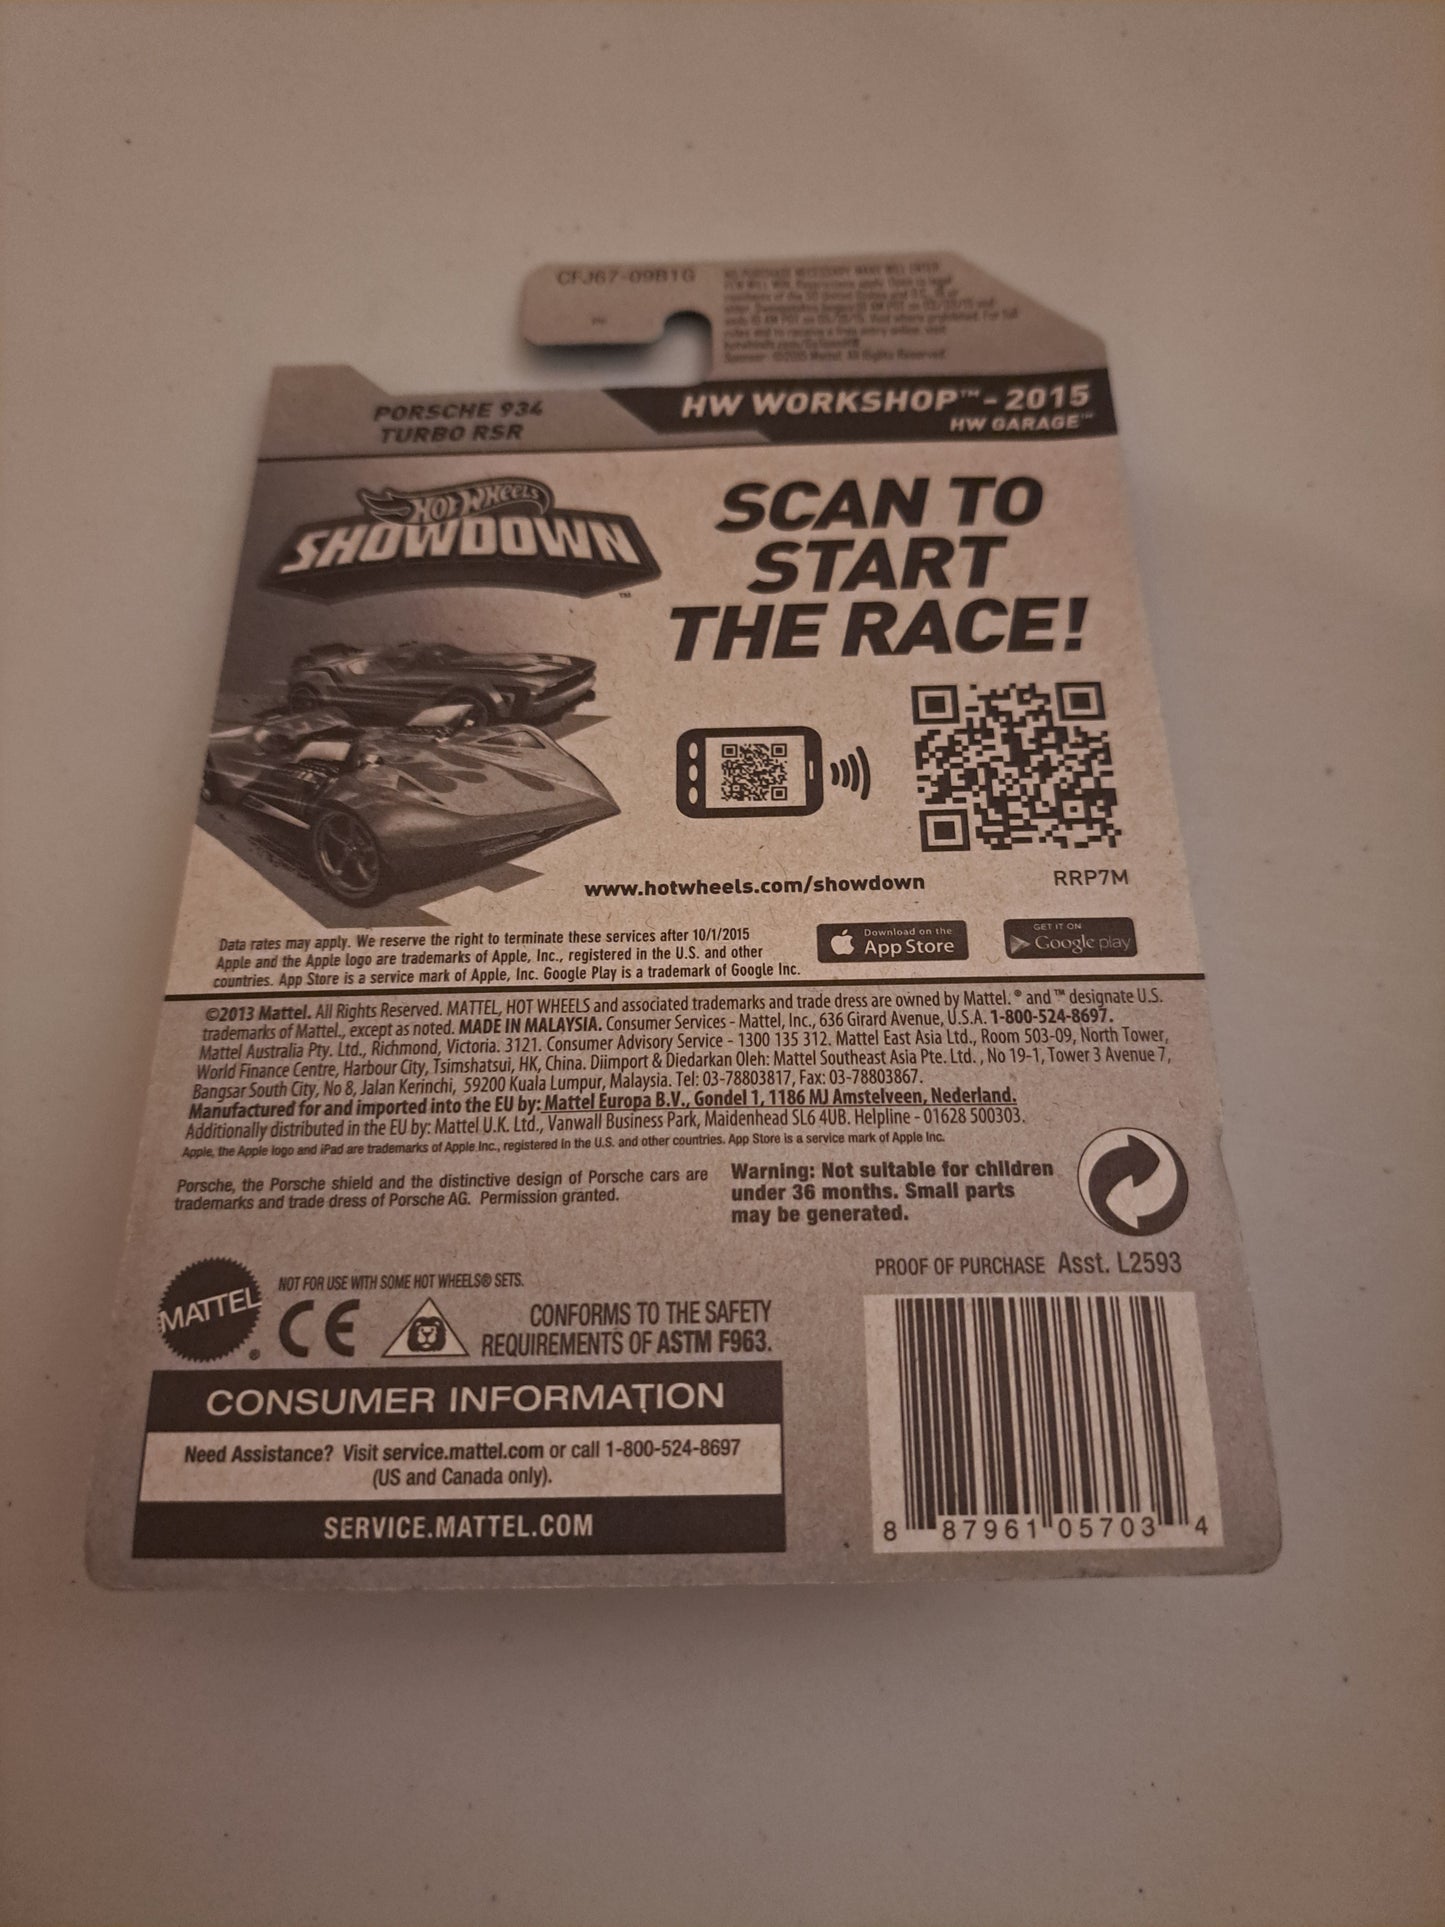 CFJ67-09B1G
Sponsor: ©2015 Mattel. All Rights Reserved.
PORSCHE 934
TURBO RSR
HW WORKSHOP™ - 2015
HW GARAGE™
HOT WHEELS
SHOWDOWN
™
SCAN TO
START
THE RACE!
www.hotwheels.com/showdown
RRP7M
Data rates may apply. We reserve the right to terminate these services after 10/1/2015
Apple and the Apple logo are trademarks of Apple, Inc., registered in the U.S. and other
countries. App Store is a service mark of Apple, Inc. Google Play is a trademark of Google Inc.
Download on the
App Store
GET IT ON
Google play
©2013 Mattel. All Rights Reserved. MATTEL, HOT WHEELS and associated trademarks and trade dress are owned by Mattel. ® and ™ designate U.S.
trademarks of Mattel., except as noted. MADE IN MALAYSIA. Consumer Services - Mattel, Inc., 636 Girard Avenue, U.S.A. 1-800-524-8697.
Mattel Australia Pty. Ltd., Richmond, Victoria. 3121. Consumer Advisory Service - 1300 135 312. Mattel East Asia Ltd., Room 503-09, North Tower,
World Finance Centre, Harbour City, Tsimshatsui, HK, China. Diimport & Diedarkan Oleh: Mattel Southeast Asia Pte. Ltd. , No 19-1, Tower 3 Avenue 7,
Bangsar South City, No 8, Jalan Kerinchi, 59200 Kuala Lumpur, Malaysia. Tel: 03-78803817, Fax: 03-78803867.
Manufactured for and imported into the EU by: Mattel Europa B.V., Gondel 1, 1186 MJ Amstelveen, Nederland.
Additionally distributed in the EU by: Mattel U.K. Ltd., Vanwall Business Park, Maidenhead SL6 4UB. Helpline - 01628 500303.
Apple, the Apple logo and iPad are trademarks of Apple Inc., registered in the U.S. and other countries. App Store is a service mark of Apple Inc.
Porsche, the Porsche shield and the distinctive design of Porsche cars are
trademarks and trade dress of Porsche AG. Permission granted.
Warning: Not suitable for children
under 36 months. Small parts
may be generated.
PROOF OF PURCHASE Asst. L2593
MATTEL
®
NOT FOR USE WITH SOME HOT WHEELS® SETS.
CE
CONFORMS TO THE SAFETY
REQUIREMENTS OF ASTM F963.
CONSUMER INFORMATION
Need Assistance? Visit service.mattel.com or call 1-800-524-8697
(US and Canada only).
SERVICE.MATTEL.COM
8 87961 05703 4